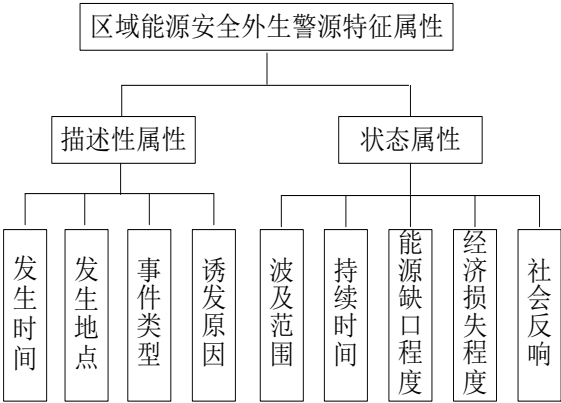 区域能源安全外生警源特征属性
描述性属性
状态属性
发生时间
发生地点
事件类型
诱发原因
波及范围
持续时间
能源缺口程度
经济损失程度
社会反响